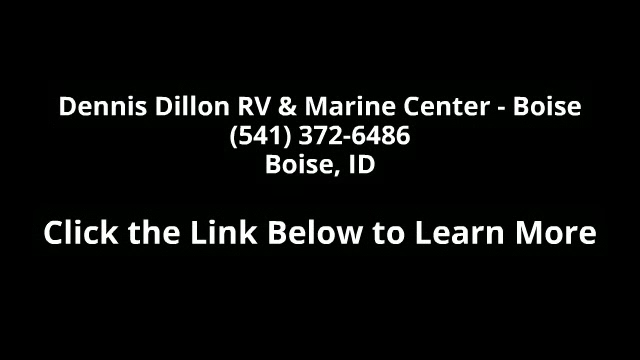 Dennis Dillon RV & Marine Center - Boise
(541) 372-6486
Boise, ID
Click the Link Below to Learn More